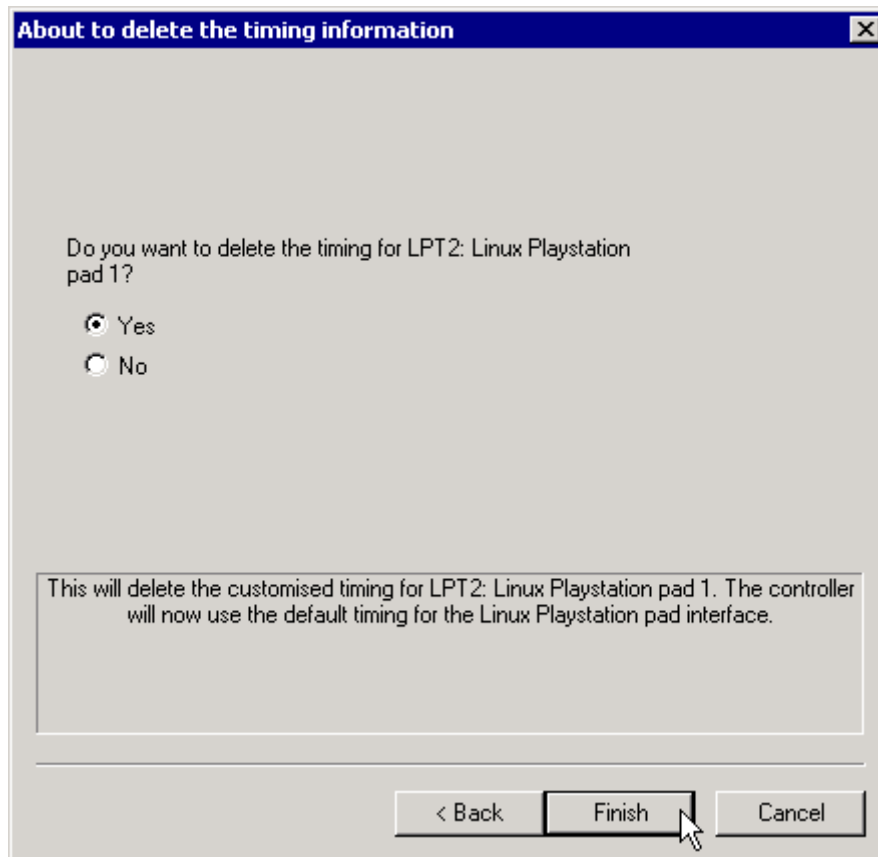 About to delete the timing information
Do you want to delete the timing for LPT2: Linux Playstation
pad 1?
Yes
No
This will delete the customised timing for LPT2: Linux Playstation pad 1. The controller
will now use the default timing for the Linux Playstation pad interface.
< Back Finish Cancel